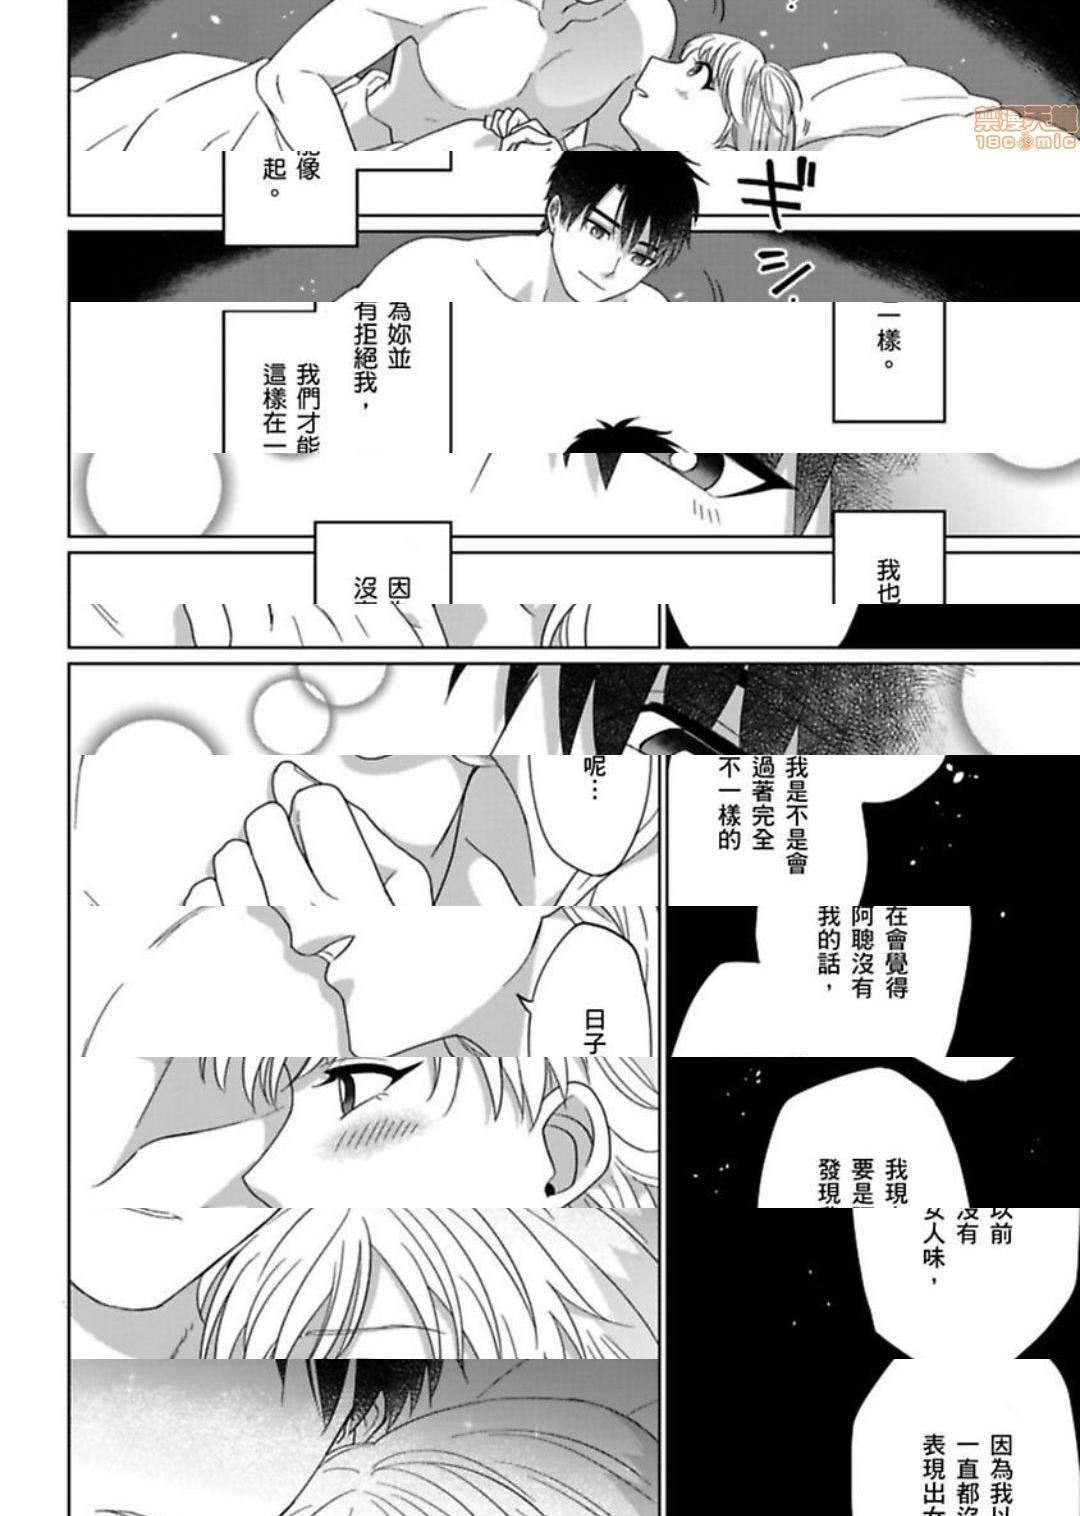 禁漫天堂
18comic
ギシ
像
起。
一樣。
為妳並
有拒絕我，
我們才能
這樣在一
我也
因
我是不是會
過著完全
不一樣的
呢…
在會覺得
阿聰沒有
我的話，
日子
我現
要是
發現
以前
沒有
女人味，
因為我以
一直都沒
表現出女